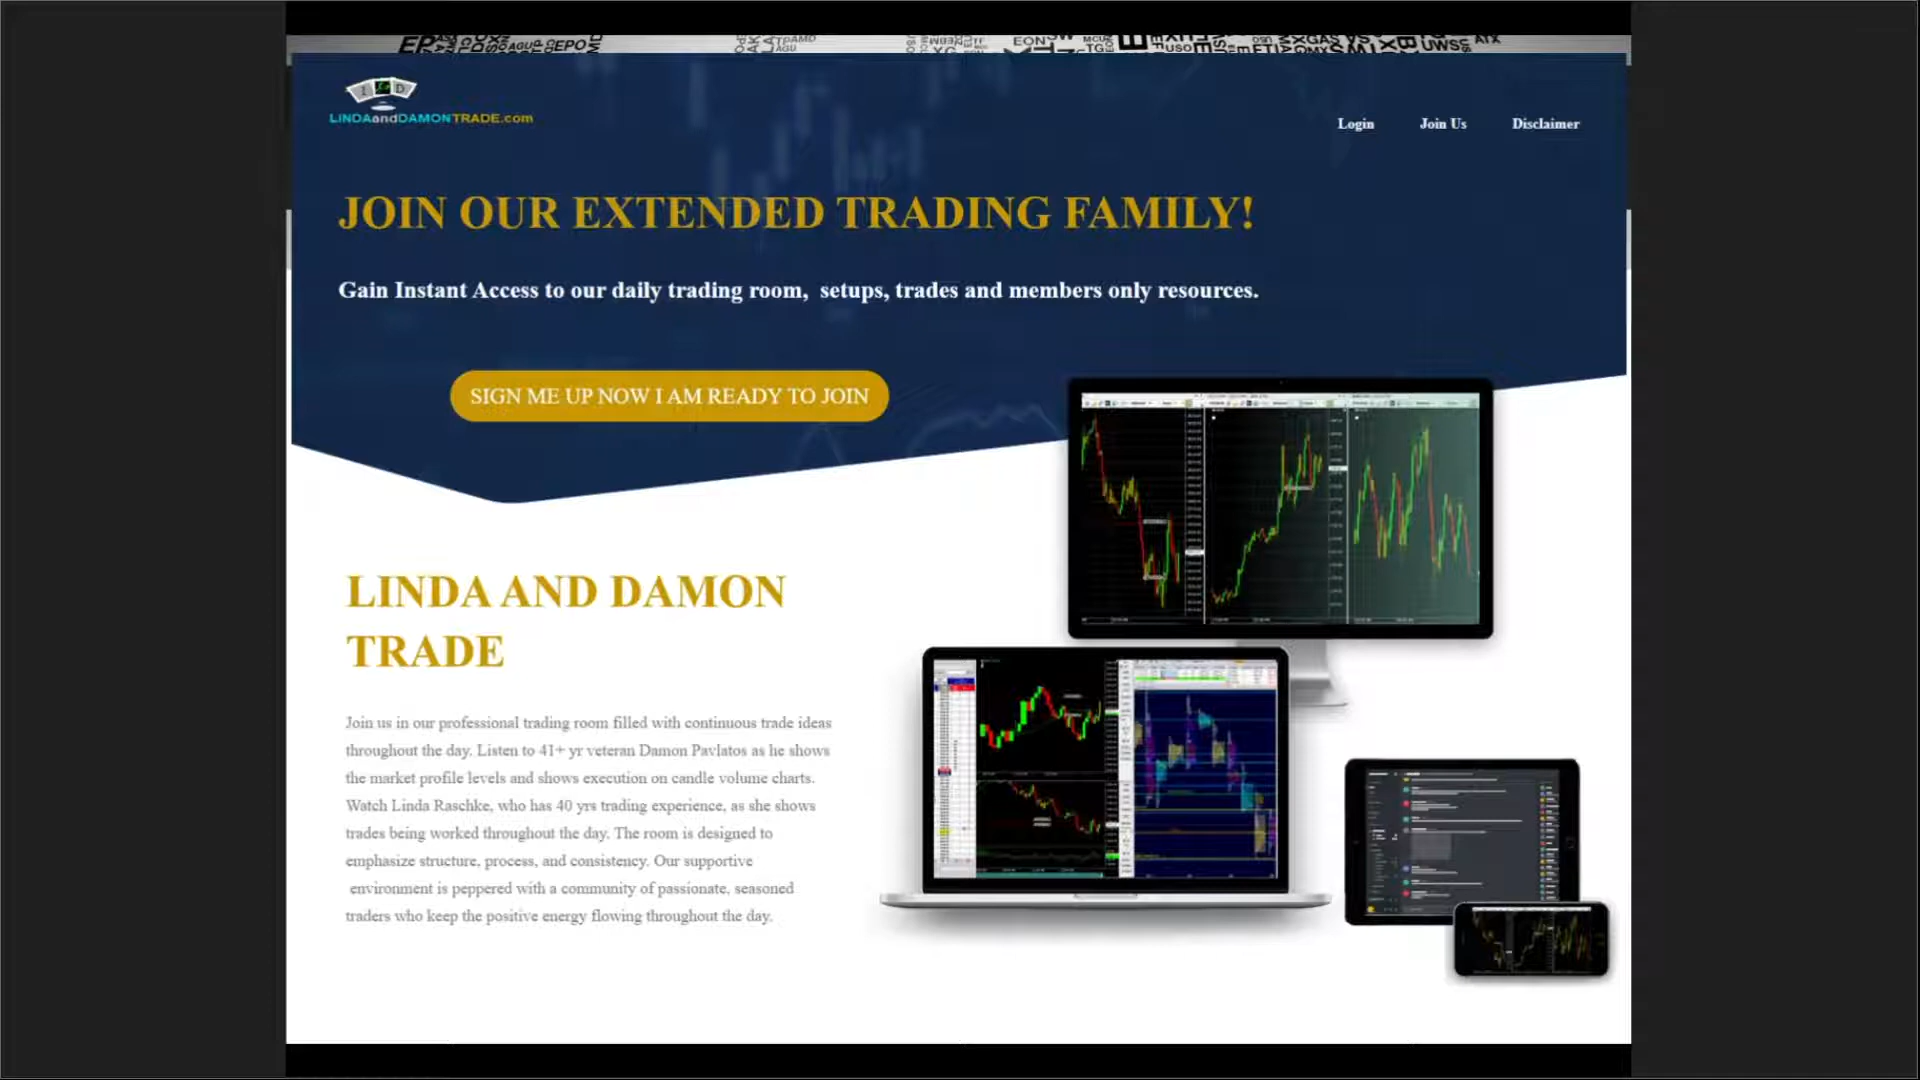 LINDAandDAMONTRADE.com
Login Join Us Disclaimer
JOIN OUR EXTENDED TRADING FAMILY!
Gain Instant Access to our daily trading room, setups, trades and members only resources.
SIGN ME UP NOW I AM READY TO JOIN
LINDA AND DAMON
TRADE
Join us in our professional trading room filled with continuous trade ideas
throughout the day. Listen to 41+ yr veteran Damon Pavlatos as he shows
the market profile levels and shows execution on candle volume charts.
Watch Linda Raschke, who has 40 yrs trading experience, as she shows
trades being worked throughout the day. The room is designed to
emphasize structure, process, and consistency. Our supportive
environment is peppered with a community of passionate, seasoned
traders who keep the positive energy flowing throughout the day.